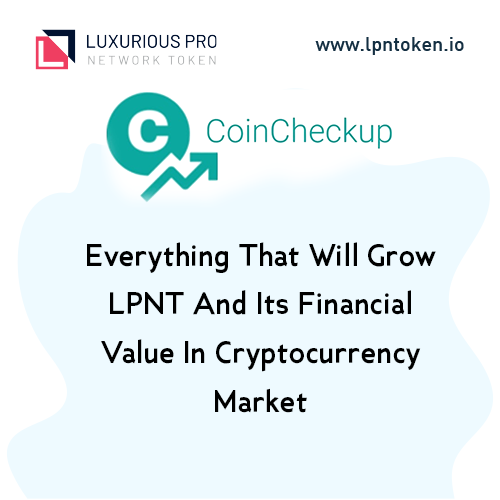 LUXURIOUS PRO
NETWORK TOKEN
www.lpntoken.io
C
CoinCheckup
Everything That Will Grow
LPNT And Its Financial
Value In Cryptocurrency
Market